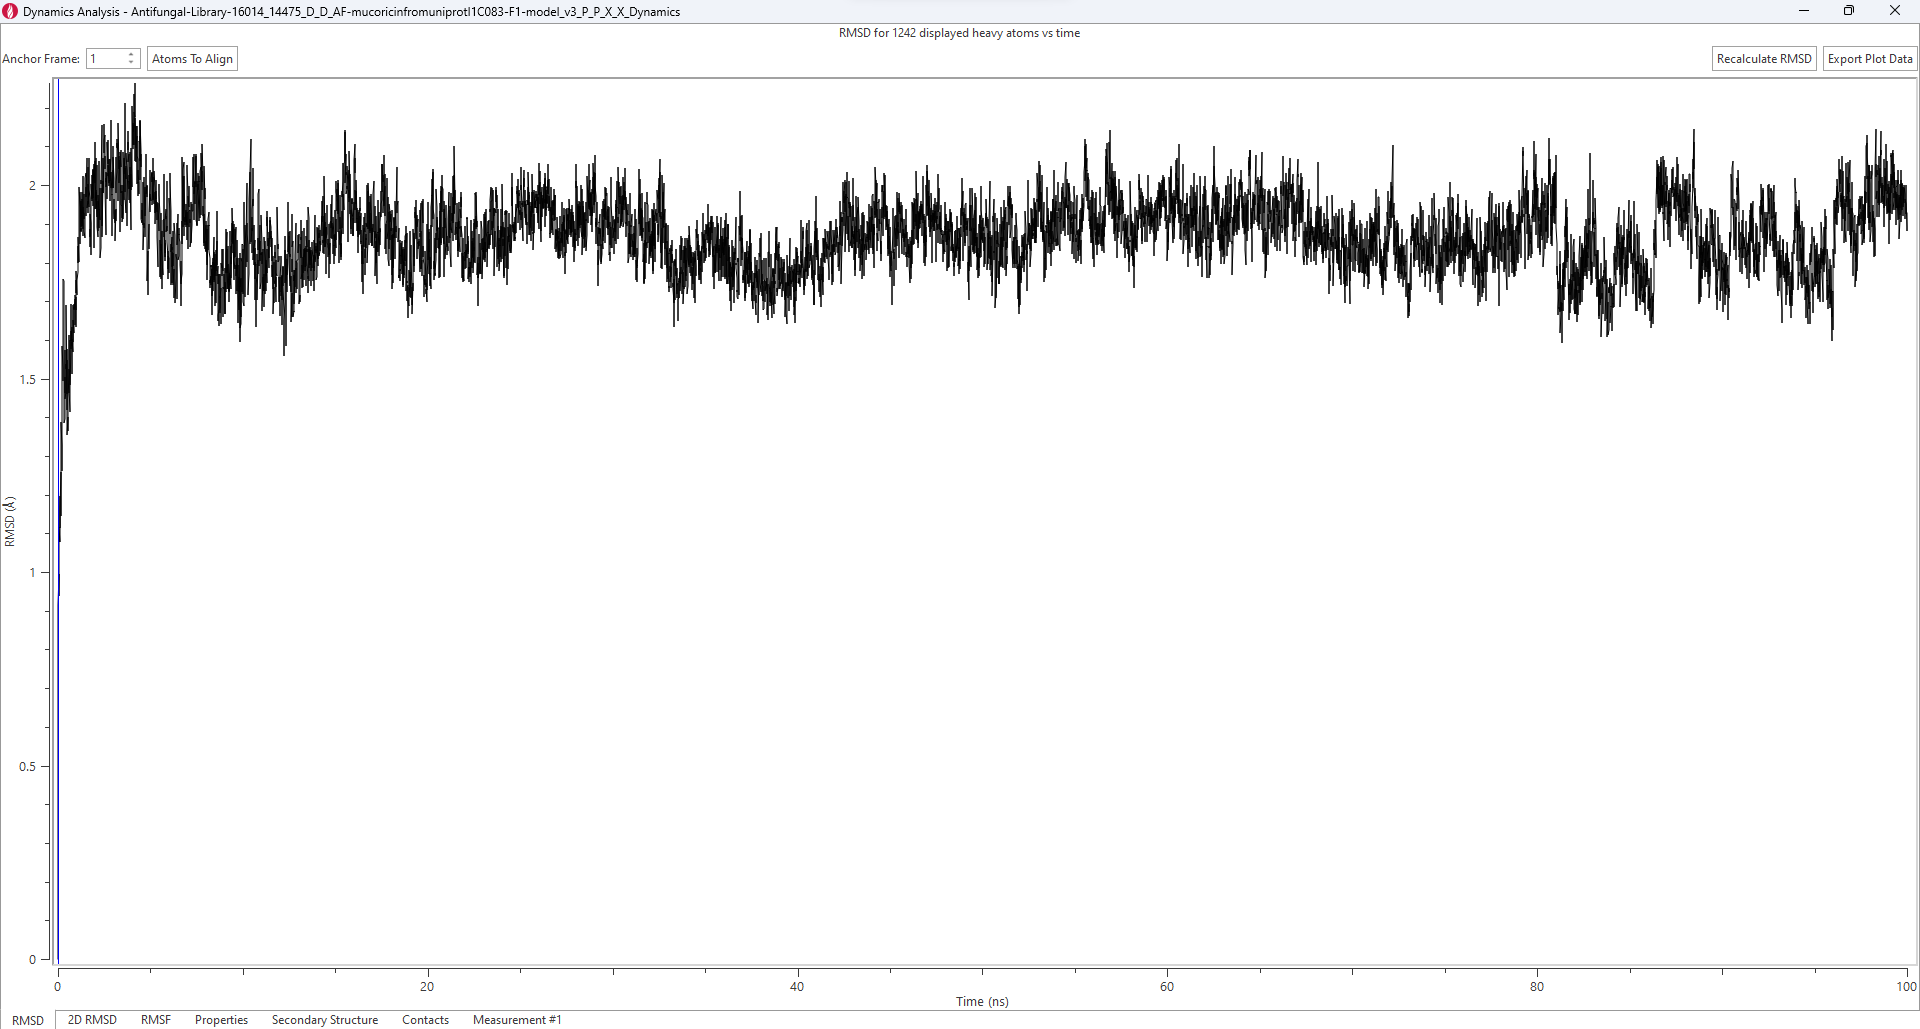 Dynamics Analysis - Antifungal-Library-16014_14475_D_D_AF-mucoricinfromuniprotI1C083-F1-model_v3_P_P_X_X_Dynamics
RMSD for 1242 displayed heavy atoms vs time
Anchor Frame: 1 Atoms To Align Recalculate RMSD Export Plot Data
2
1.5
RMSD (Å)
1
0.5
0
0 20 40 60 80 100
Time (ns)
RMSD 2D RMSD RMSF Properties Secondary Structure Contacts Measurement #1